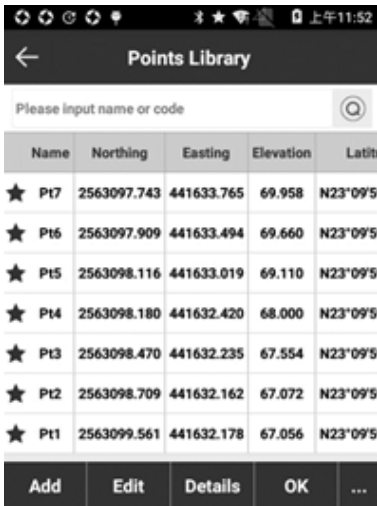 上午11:52
Points Library
Please input name or code
Name Northing Easting Elevation Latit
Pt7 2563097.743 441633.765 69.958 N23°09'5
Pt6 2563097.909 441633.494 69.660 N23°09'5
Pt5 2563098.116 441633.019 69.110 N23°09'5
Pt4 2563098.180 441632.420 68.000 N23°09'5
Pt3 2563098.470 441632.235 67.554 N23°09'5
Pt2 2563098.709 441632.162 67.072 N23°09'5
Pt1 2563099.561 441632.178 67.056 N23°09'5
Add Edit Details OK ...